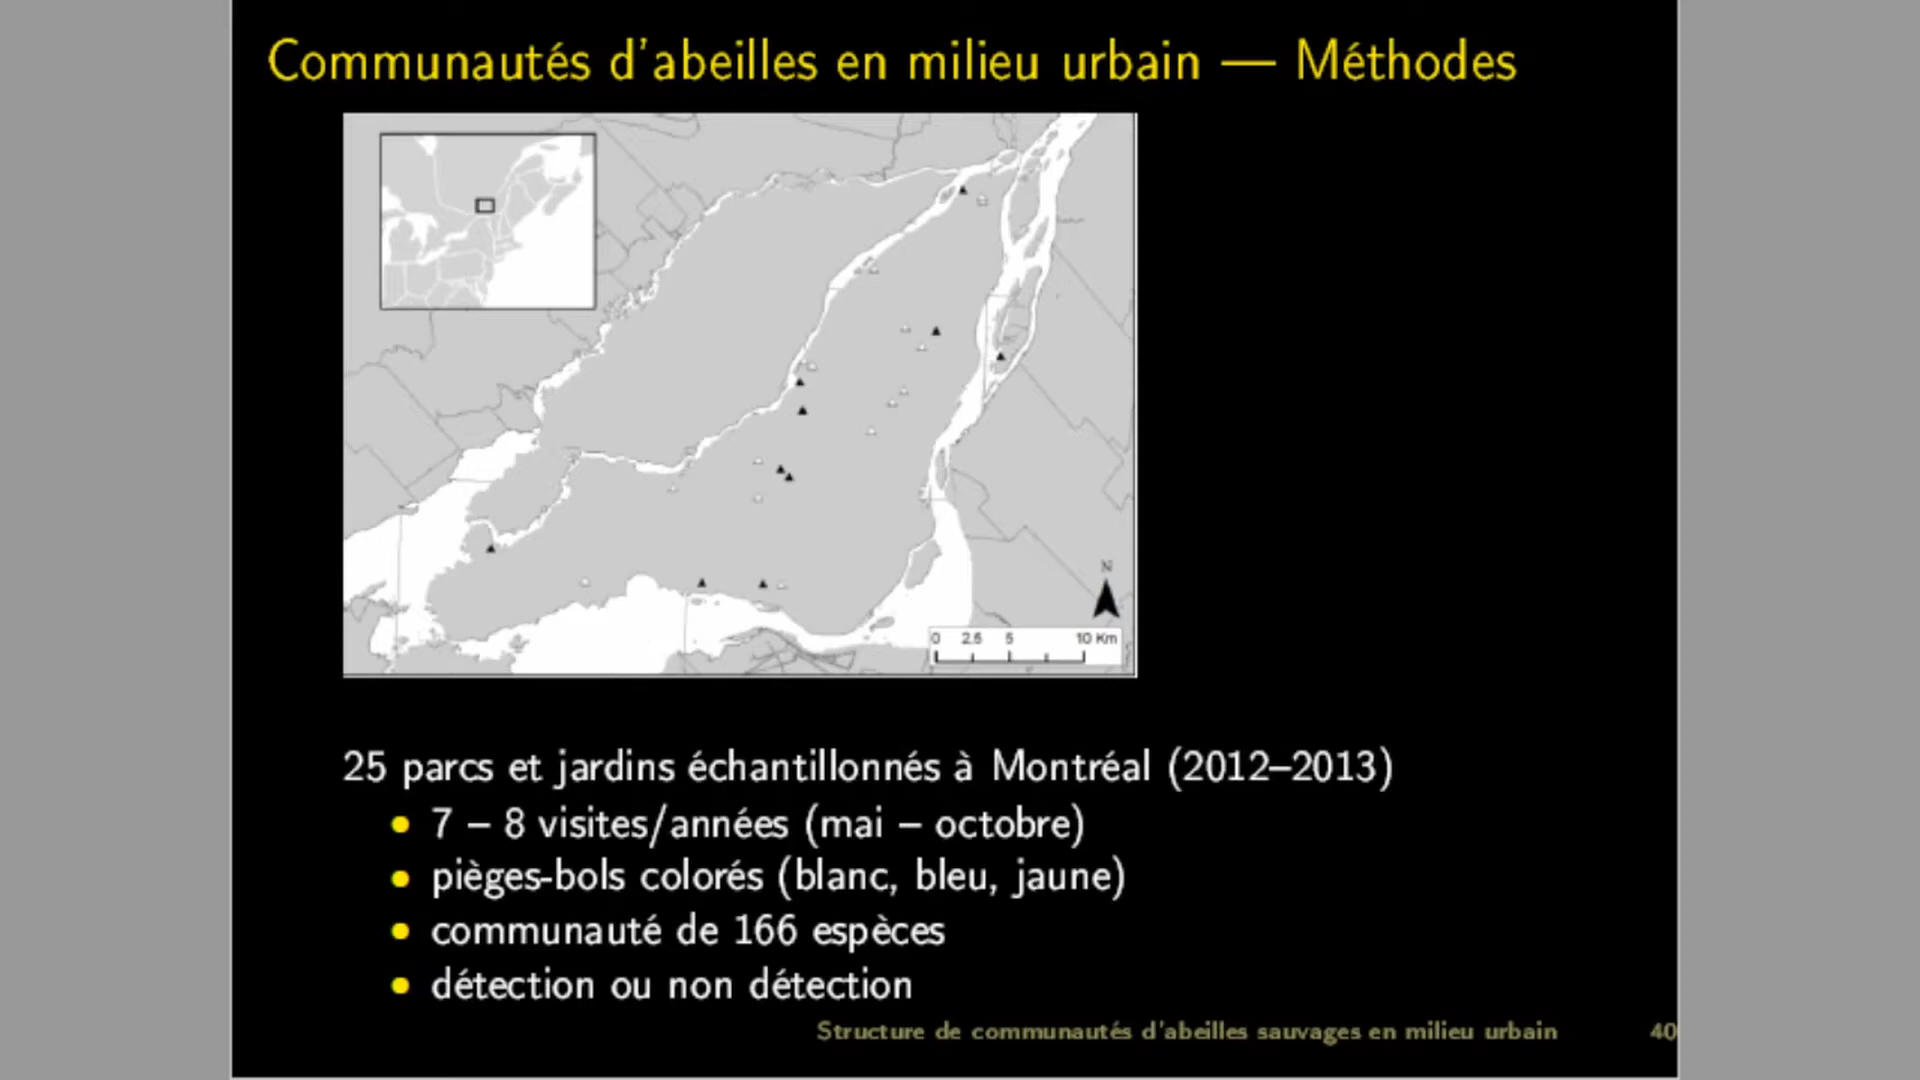 Communautés d'abeilles en milieu urbain — Méthodes
N
0 2.5 5 10 Km
25 parcs et jardins échantillonnés à Montréal (2012–2013)
• 7 – 8 visites/années (mai – octobre)
• pièges-bols colorés (blanc, bleu, jaune)
• communauté de 166 espèces
• détection ou non détection
Structure de communautés d'abeilles sauvages en milieu urbain 40